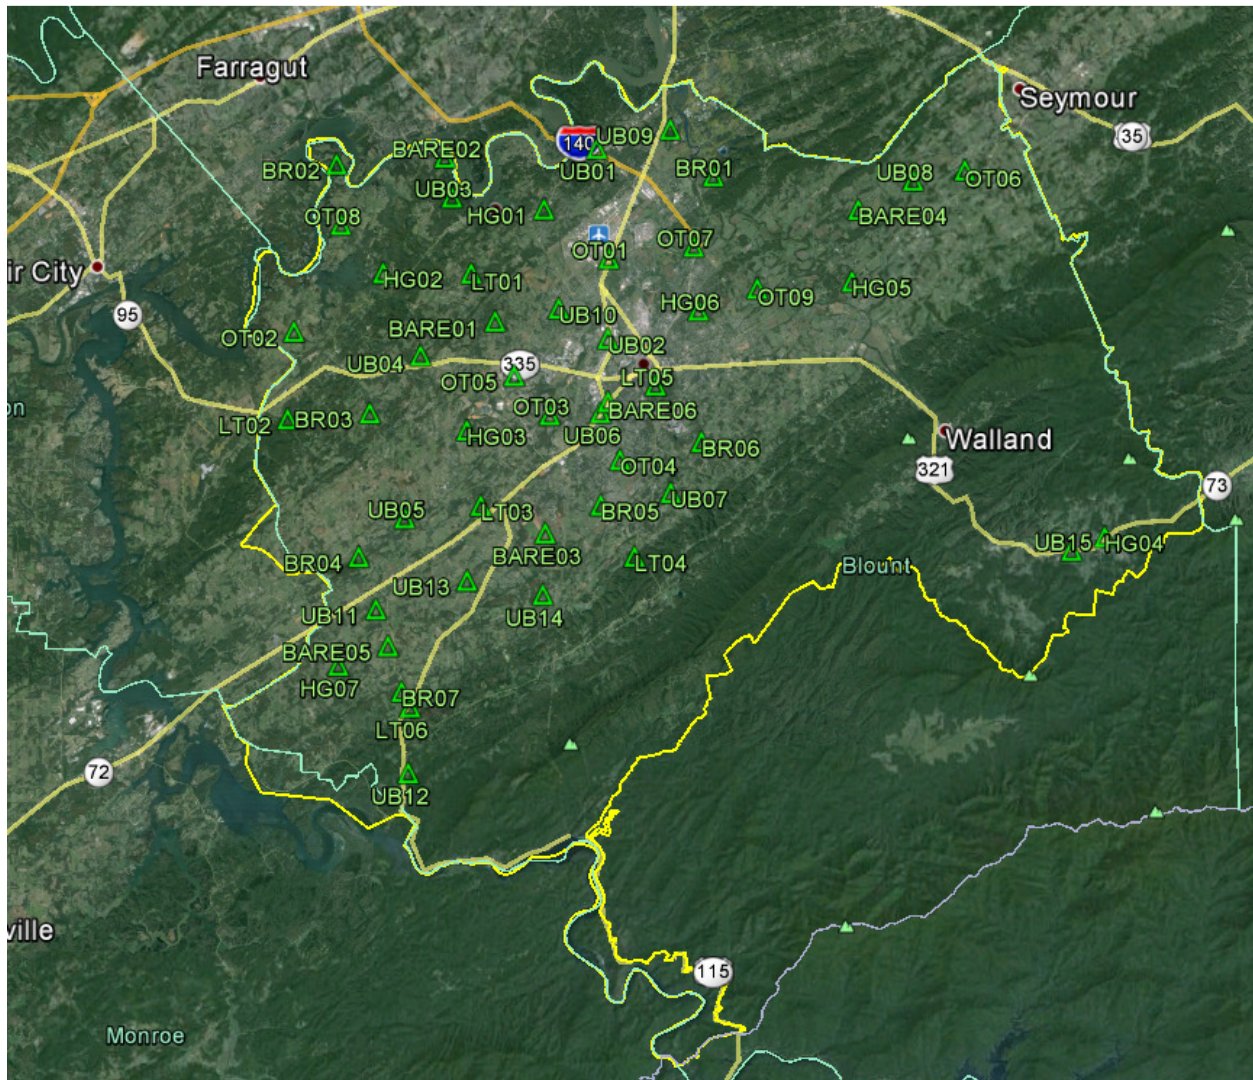 Farragut
Seymour
35
140
UB09
BARE02
BR02
UB01
BR01
UB08
OT06
UB03
HG01
OT08
BARE04
OT07
OT01
ir City
HG02
LT01
HG05
OT09
95
UB10
HG06
BARE01
OT02
UB02
UB04
335
LT05
OT05
OT03
BARE06
LT02
BR03
HG03
UB06
BR06
Walland
on
OT04
321
73
UB07
UB05
LT03
BR05
UB15
HG04
BARE03
BR04
LT04
Blount
UB13
UB11
UB14
BARE05
HG07
BR07
LT06
72
UB12
ville
115
Monroe